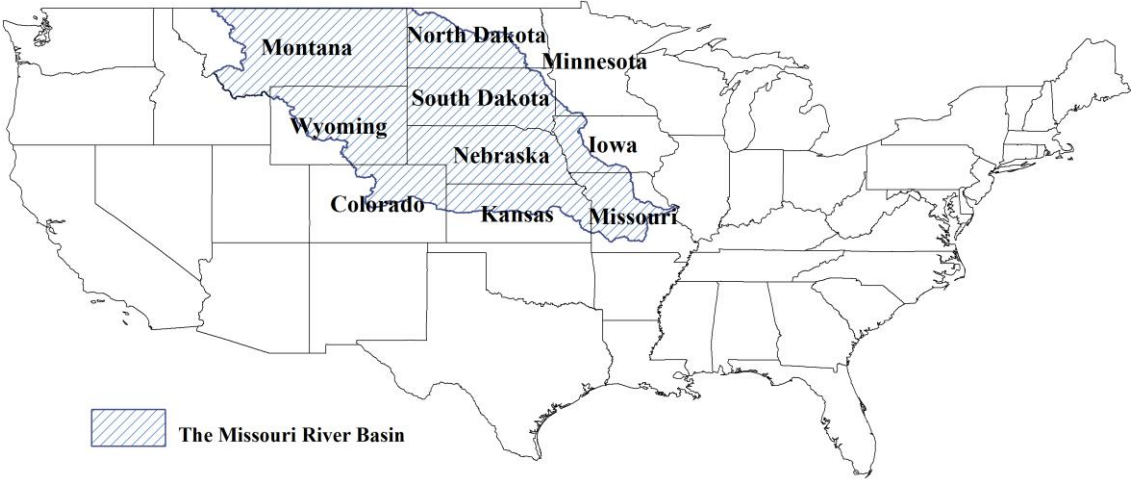 North Dakota
Montana
Minnesota
South Dakota
Wyoming
Iowa
Nebraska
Colorado
Kansas
Missouri
The Missouri River Basin